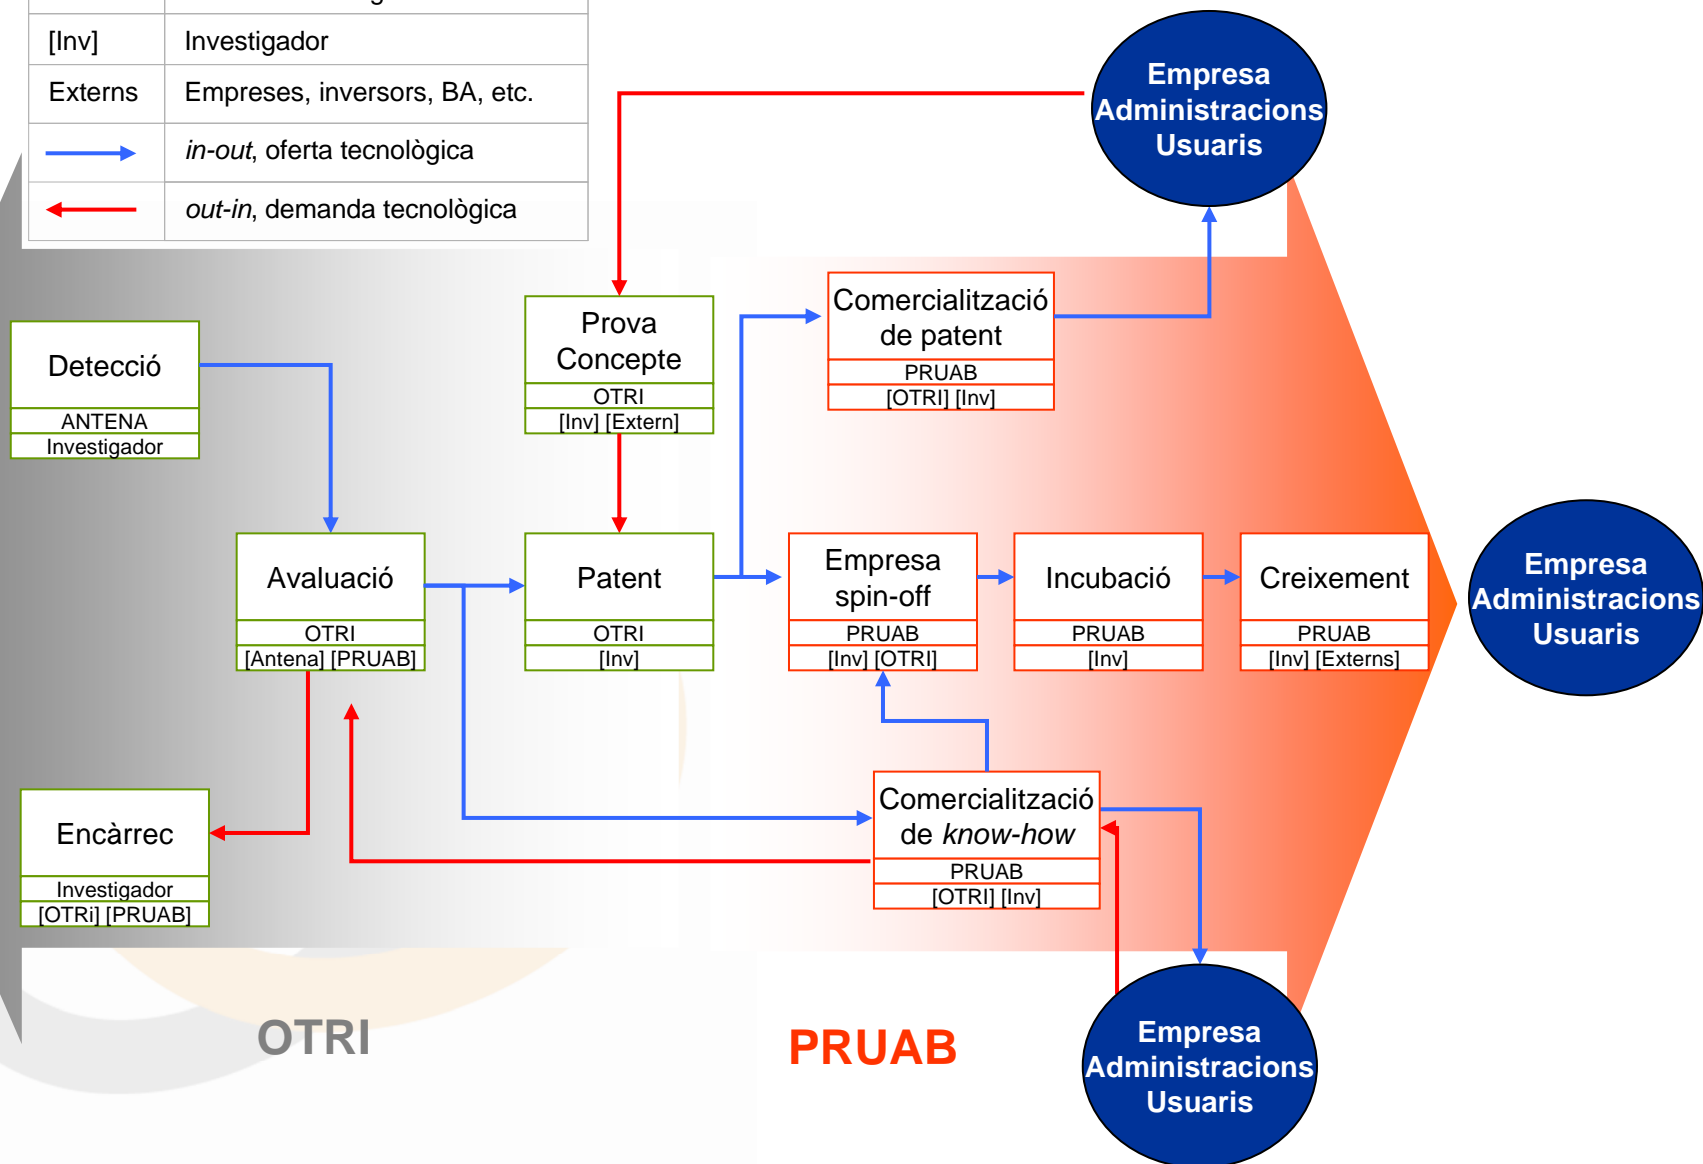 [Inv] Investigador
Externs Empreses, inversors, BA, etc.
in-out, oferta tecnològica
out-in, demanda tecnològica
Empresa
Administracions
Usuaris
Detecció
ANTENA
Investigador
Prova
Concepte
OTRI
[Inv] [Extern]
Comercialització
de patent
PRUAB
[OTRI] [Inv]
Avaluació
OTRI
[Antena] [PRUAB]
Patent
OTRI
[Inv]
Empresa
spin-off
PRUAB
[Inv] [OTRI]
Incubació
PRUAB
[Inv]
Creixement
PRUAB
[Inv] [Externs]
Empresa
Administracions
Usuaris
Encàrrec
Investigador
[OTRi] [PRUAB]
Comercialització
de know-how
PRUAB
[OTRI] [Inv]
OTRI
PRUAB
Empresa
Administracions
Usuaris